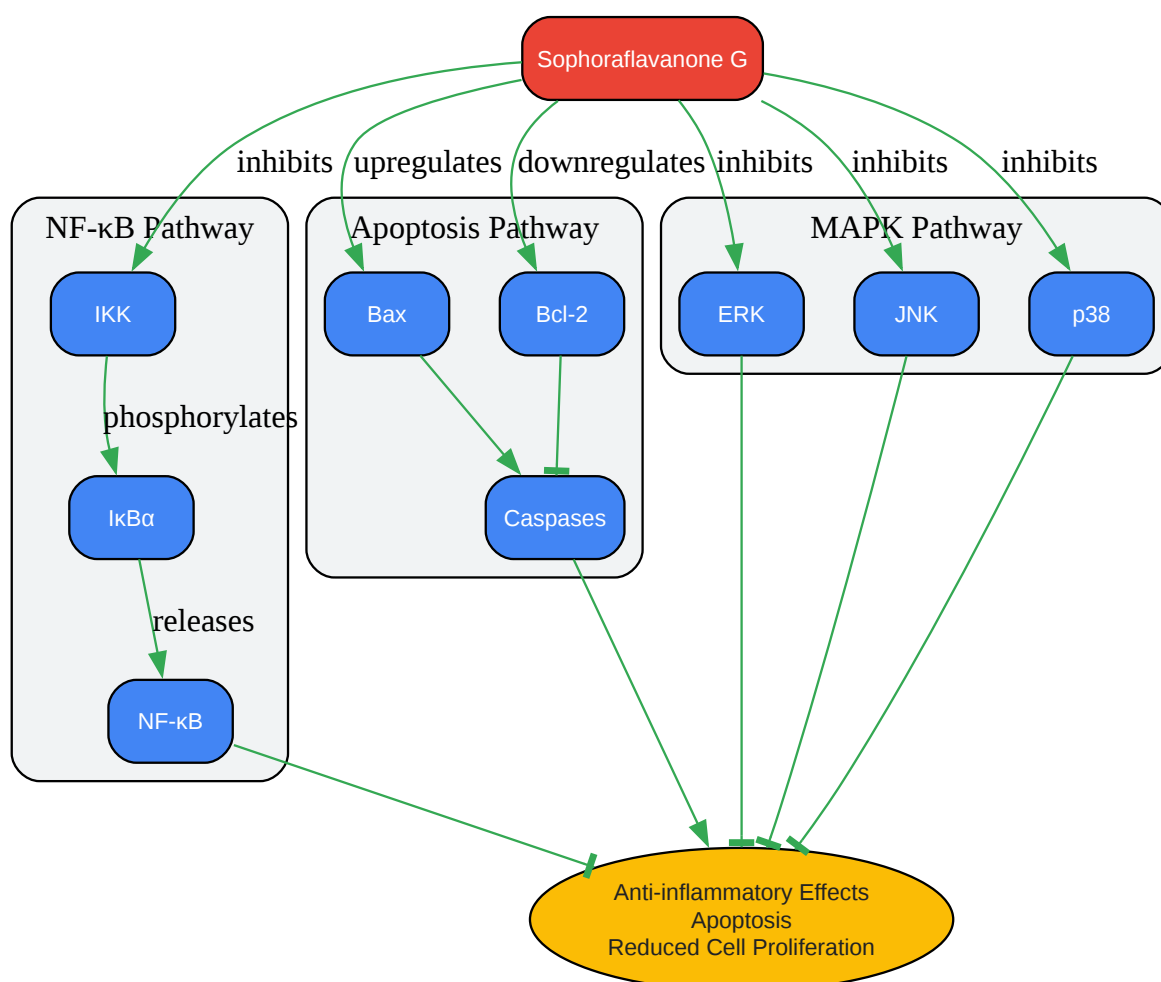 Sophoraflavanone G
inhibits
upregulates
downregulates
inhibits
inhibits
inhibits
NF-κB Pathway
Apoptosis Pathway
MAPK Pathway
IKK
Bax
Bcl-2
ERK
JNK
p38
phosphorylates
IκBα
Caspases
releases
NF-κB
Anti-inflammatory Effects
Apoptosis
Reduced Cell Proliferation